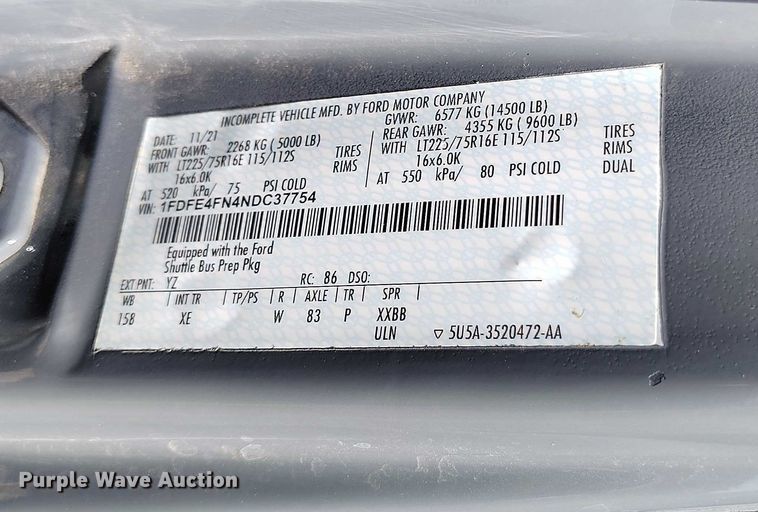 INCOMPLETE VEHICLE MFD. BY FORD MOTOR COMPANY
DATE: 11/21 GVWR: 6577 KG (14500 LB)
FRONT GAWR: 2268 KG (5000 LB) REAR GAWR: 4355 KG (9600 LB)
WITH LT225/75R16E 115/112S TIRES WITH LT225/75R16E 115/112S TIRES
16x6.0K RIMS 16x6.0K RIMS
AT 520 kPa/ 75 PSI COLD AT 550 kPa/ 80 PSI COLD DUAL
VIN: 1FDFE4FN4NDC37754
Equipped with the Ford
Shuttle Bus Prep Pkg
EXT PNT: YZ RC: 86 DSO:
WB INT TR TP/PS R AXLE TR SPR
158 XE W 83 P XXBB
ULN ▽ 5U5A-3520472-AA
Purple Wave Auction